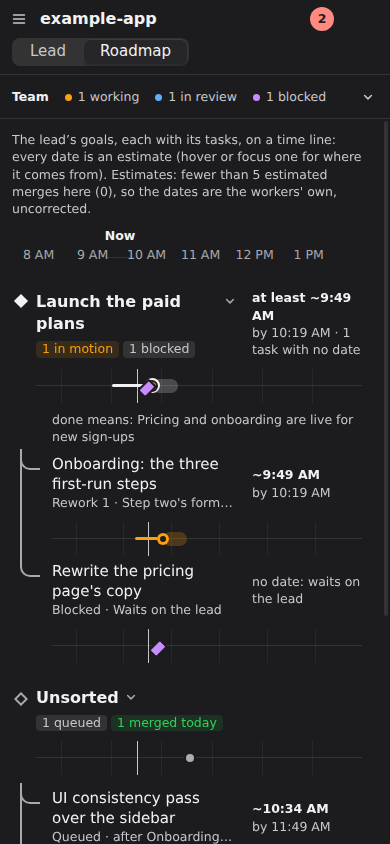 example-app
2
Lead
Roadmap
Team
1 working
1 in review
1 blocked
The lead's goals, each with its tasks, on a time line:
every date is an estimate (hover or focus one for where
it comes from). Estimates: fewer than 5 estimated
merges here (0), so the dates are the workers' own,
uncorrected.
Now
8 AM
9 AM
10 AM
11 AM
12 PM
1 PM
Launch the paid
plans
at least ~9:49
AM
by 10:19 AM · 1
task with no date
1 in motion
1 blocked
done means: Pricing and onboarding are live for
new sign-ups
Onboarding: the three
first-run steps
Rework 1 · Step two's form…
~9:49 AM
by 10:19 AM
Rewrite the pricing
page's copy
Blocked · Waits on the lead
no date: waits on
the lead
Unsorted
1 queued
1 merged today
UI consistency pass
over the sidebar
Queued · after Onboarding…
~10:34 AM
by 11:49 AM